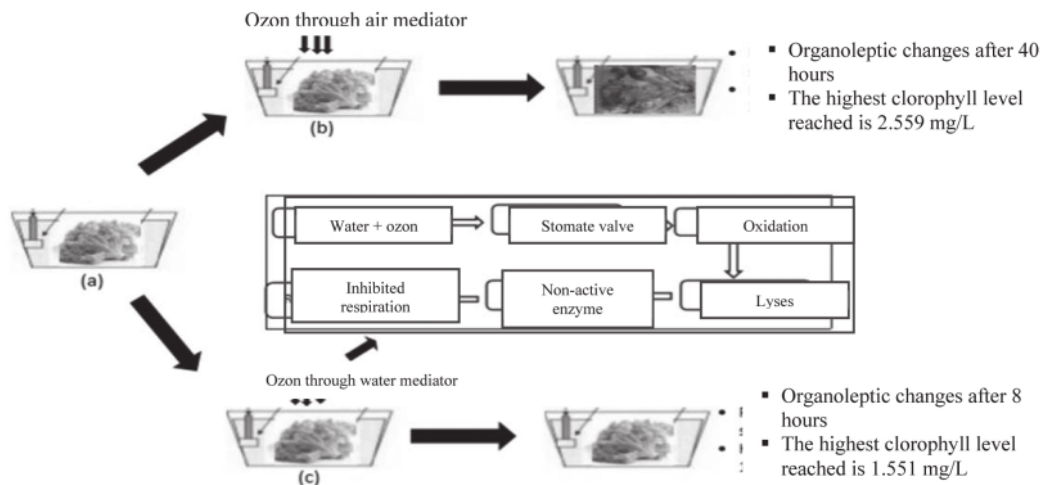 Ozon through air mediator
(b)
▪ Organoleptic changes after 40
hours
▪ The highest clorophyll level
reached is 2.559 mg/L
(a)
Water + ozon
Stomate valve
Oxidation
Inhibited
respiration
Non-active
enzyme
Lyses
Ozon through water mediator
(c)
▪ Organoleptic changes after 8
hours
▪ The highest clorophyll level
reached is 1.551 mg/L